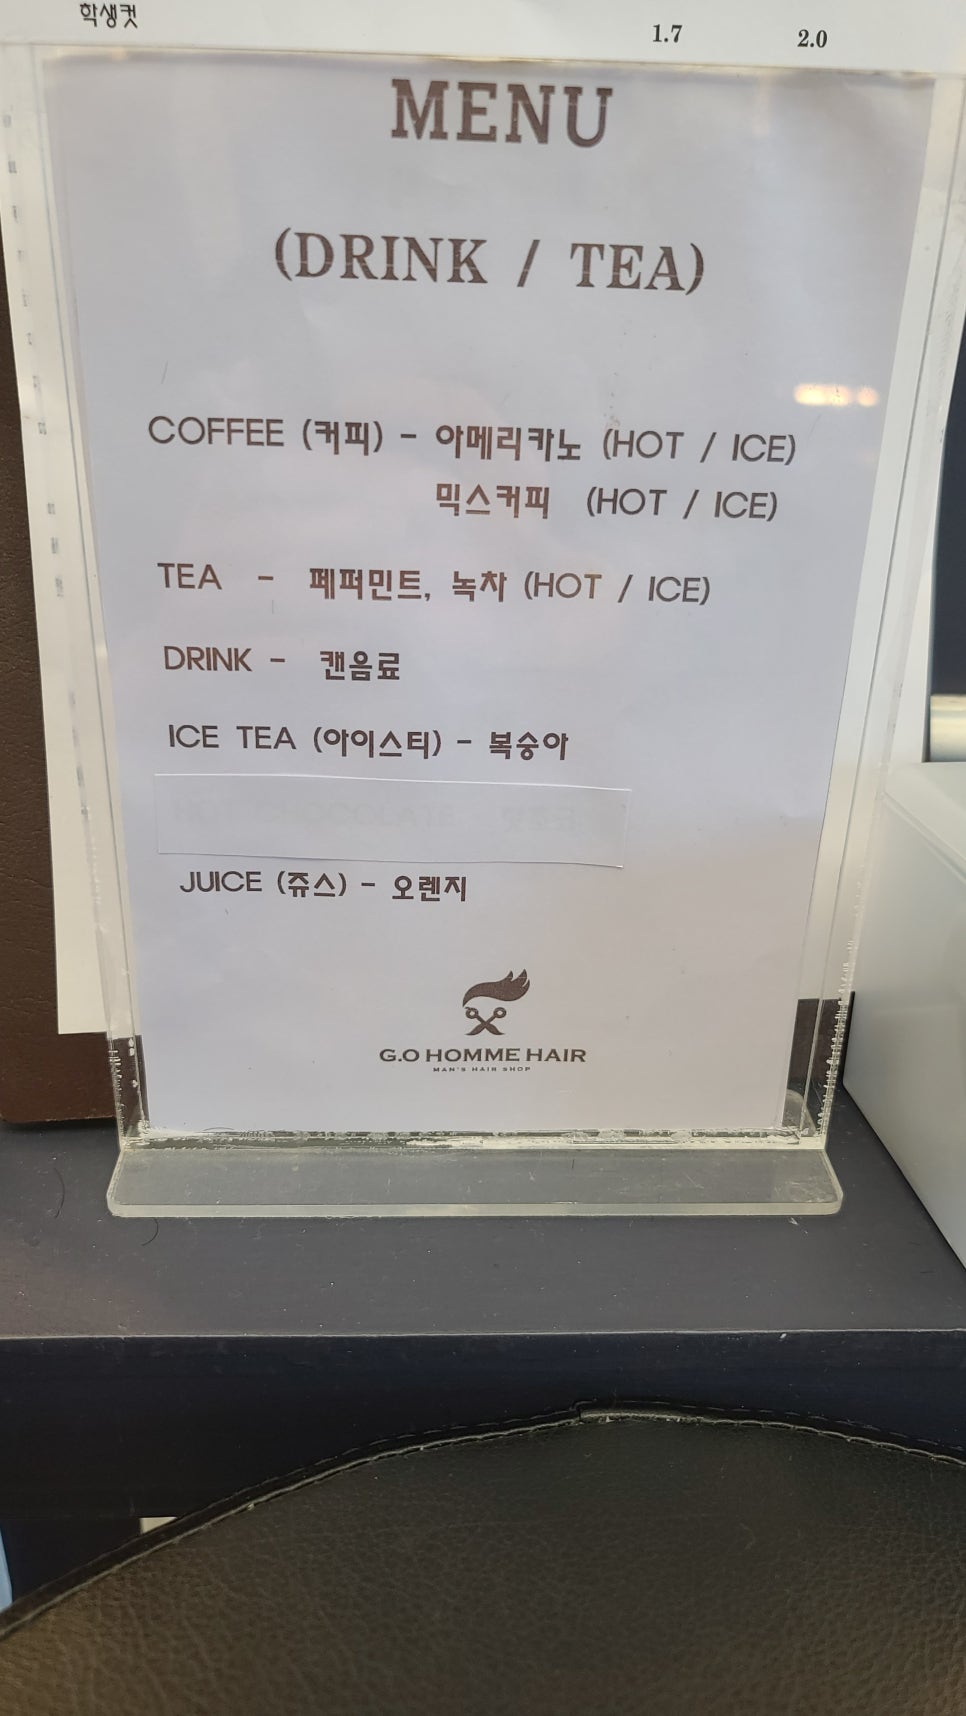 학생컷 1.7 2.0
MENU
(DRINK / TEA)
COFFEE (커피) - 아메리카노 (HOT / ICE)
믹스커피 (HOT / ICE)
TEA - 페퍼민트, 녹차 (HOT / ICE)
DRINK - 캔음료
ICE TEA (아이스티) - 복숭아
JUICE (쥬스) - 오렌지
G.O HOMME HAIR
MAN'S HAIR SHOP